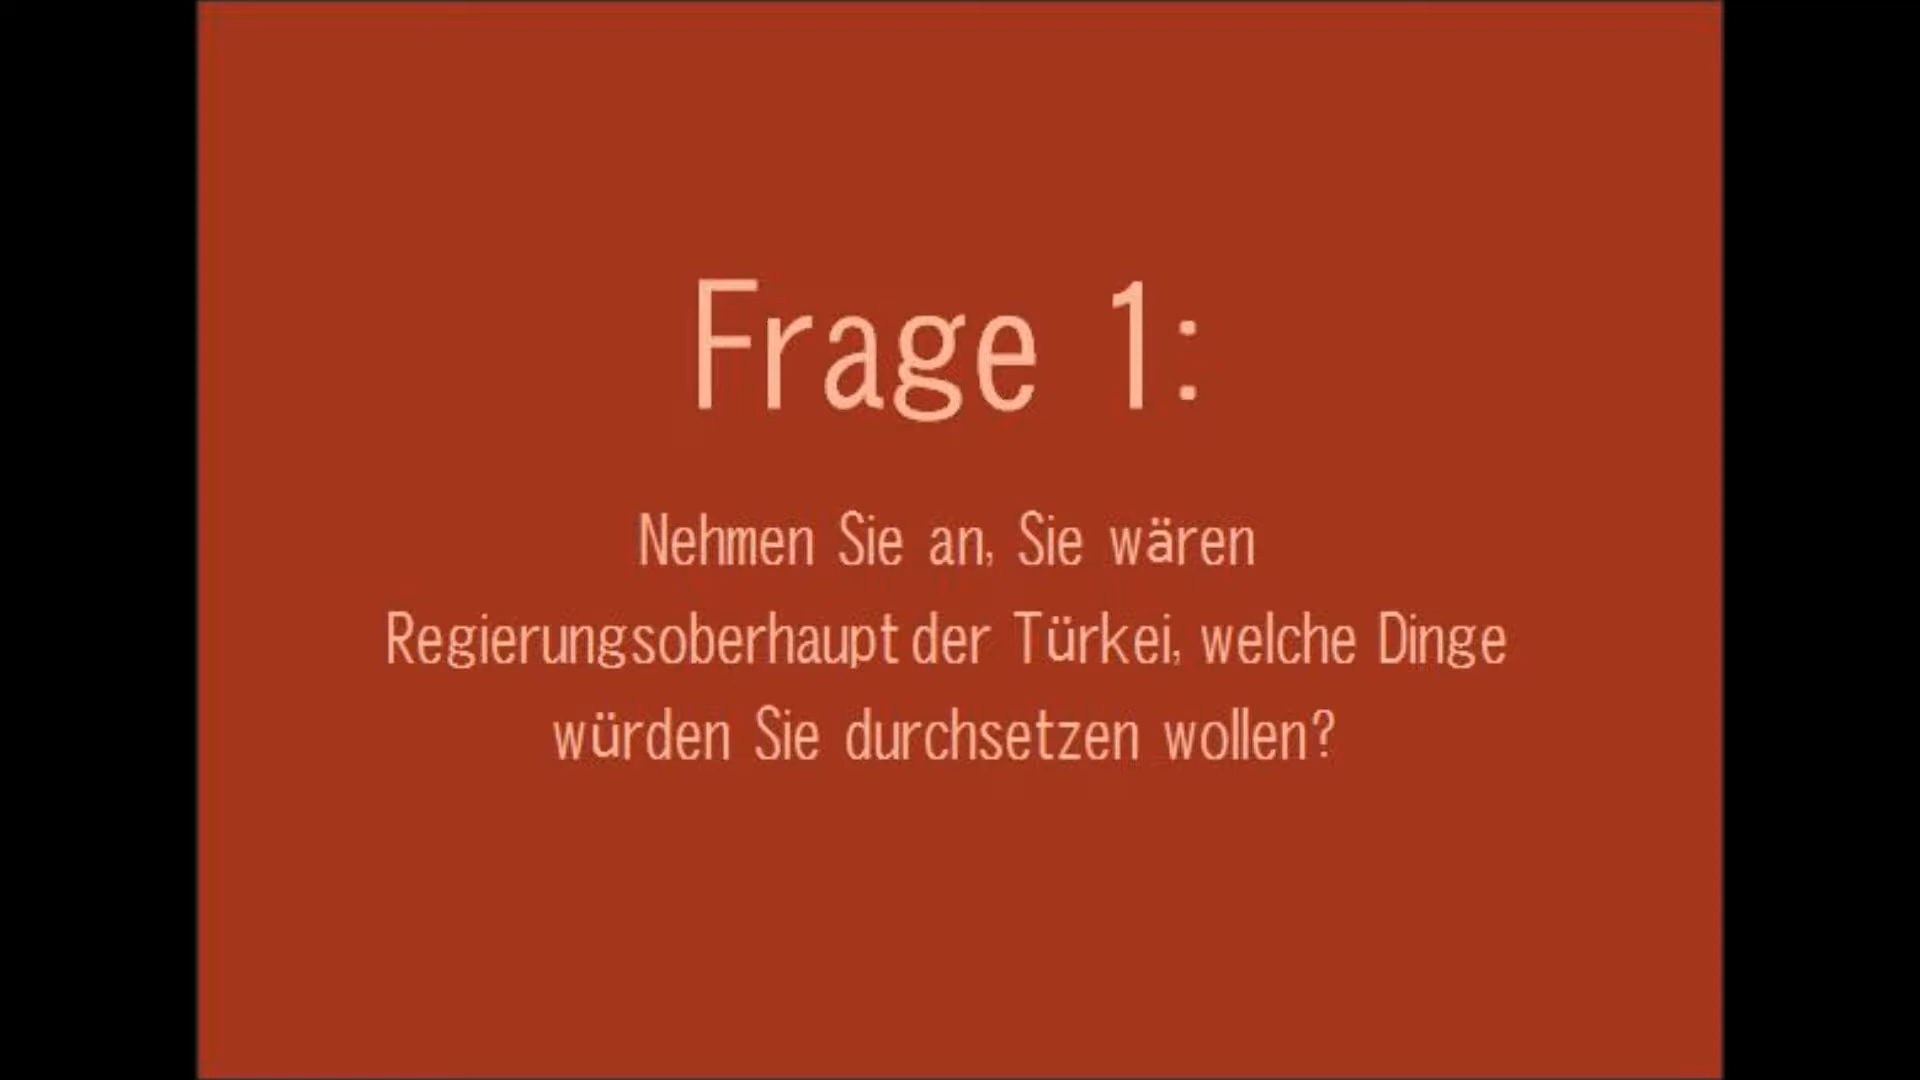 Frage 1:
Nehmen Sie an, Sie wären
Regierungsoberhaupt der Türkei, welche Dinge
würden Sie durchsetzen wollen?